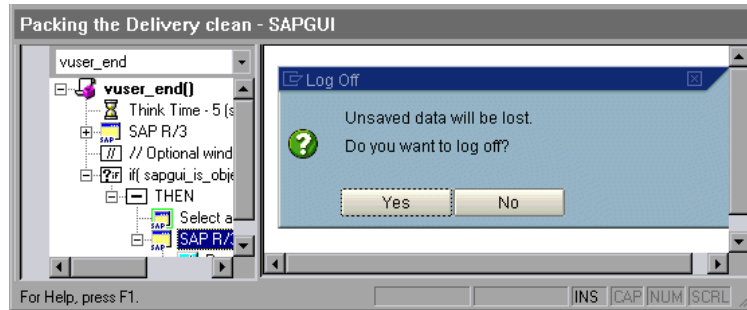 Packing the Delivery clean - SAPGUI
vuser_end
vuser_end()
Think Time - 5 (s
SAP R/3
// // Optional wind
if( sapgui_is_obje
THEN
Select a
SAP R/3
Log Off
Unsaved data will be lost.
Do you want to log off?
Yes No
For Help, press F1.
INS CAP NUM SCRL